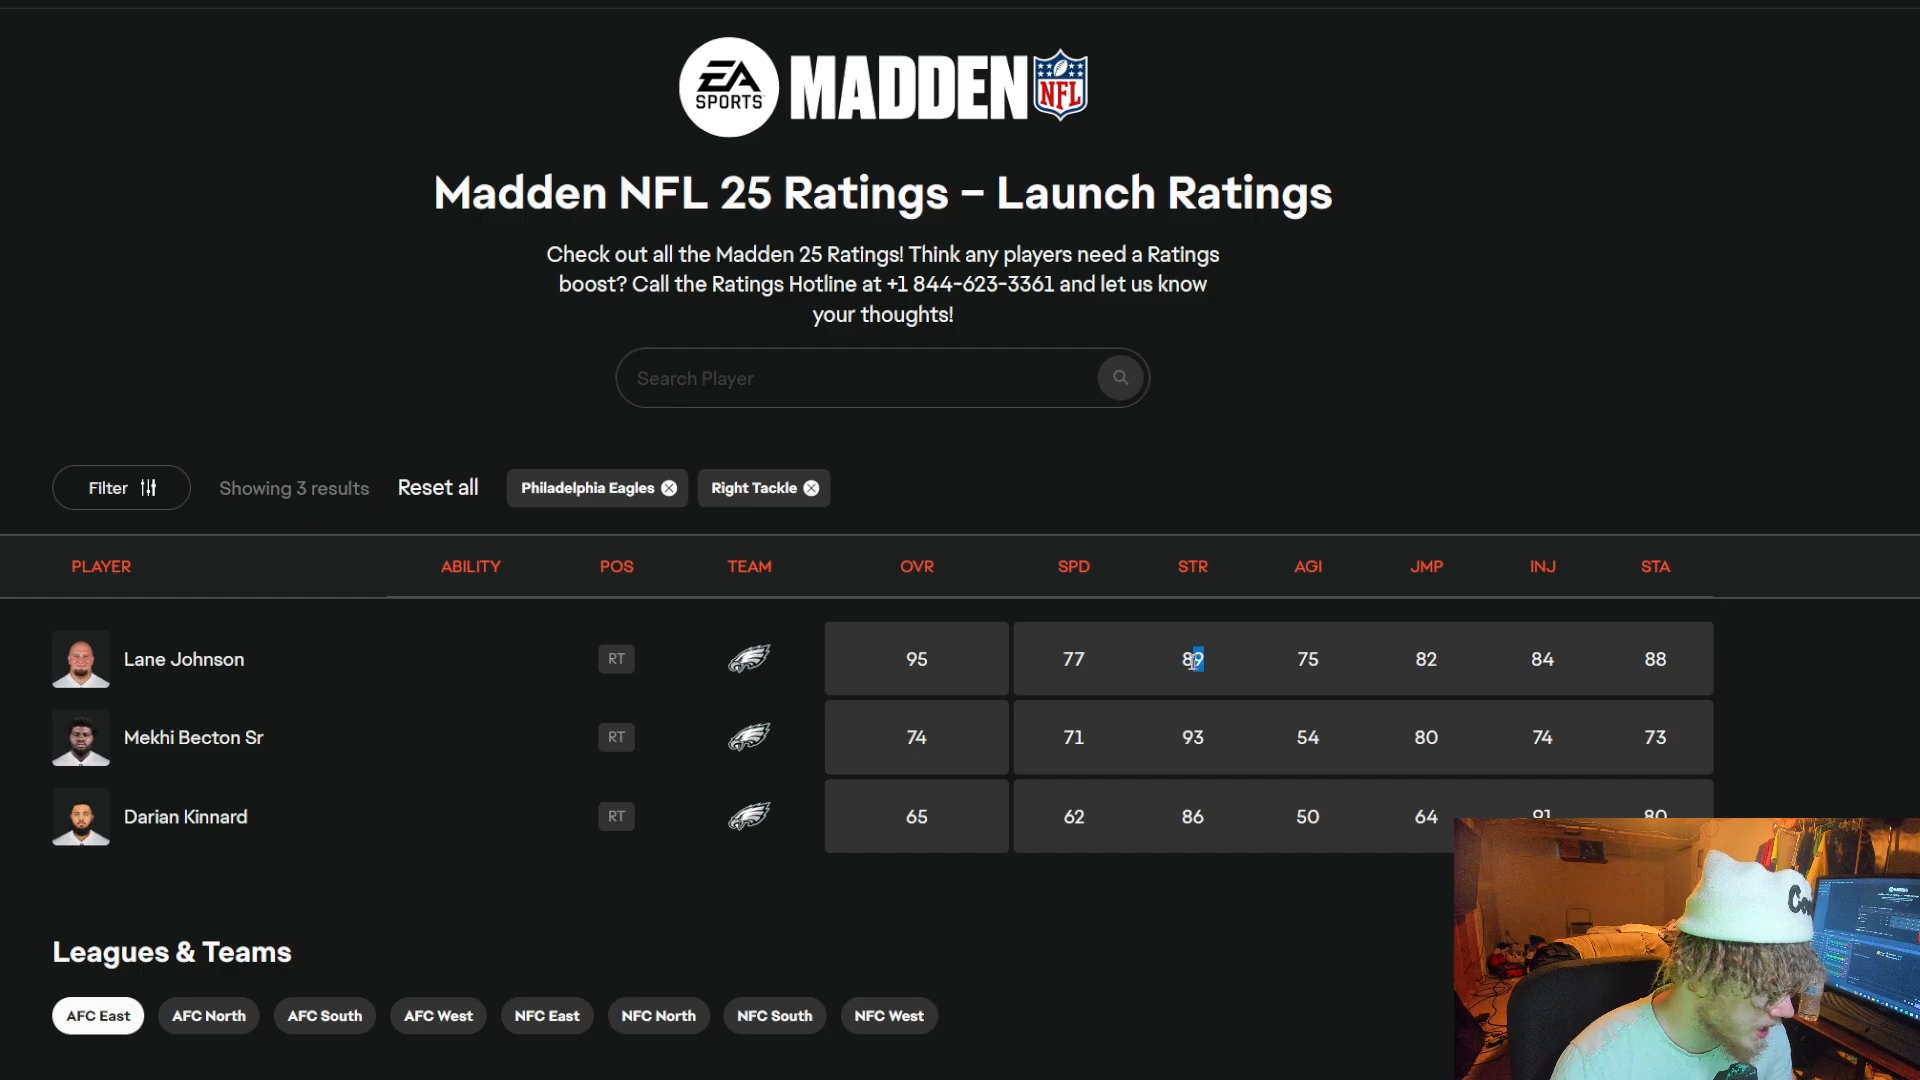 EA
SPORTS
MADDEN
NFL
Madden NFL 25 Ratings – Launch Ratings
Check out all the Madden 25 Ratings! Think any players need a Ratings
boost? Call the Ratings Hotline at +1 844-623-3361 and let us know
your thoughts!
Search Player
Filter Showing 3 results Reset all Philadelphia Eagles Right Tackle
PLAYER ABILITY POS TEAM OVR SPD STR AGI JMP INJ STA
Lane Johnson RT 95 77 89 75 82 84 88
Mekhi Becton Sr RT 74 71 93 54 80 74 73
Darian Kinnard RT 65 62 86 50 64 91 80
Leagues & Teams
AFC East AFC North AFC South AFC West NFC East NFC North NFC South NFC West